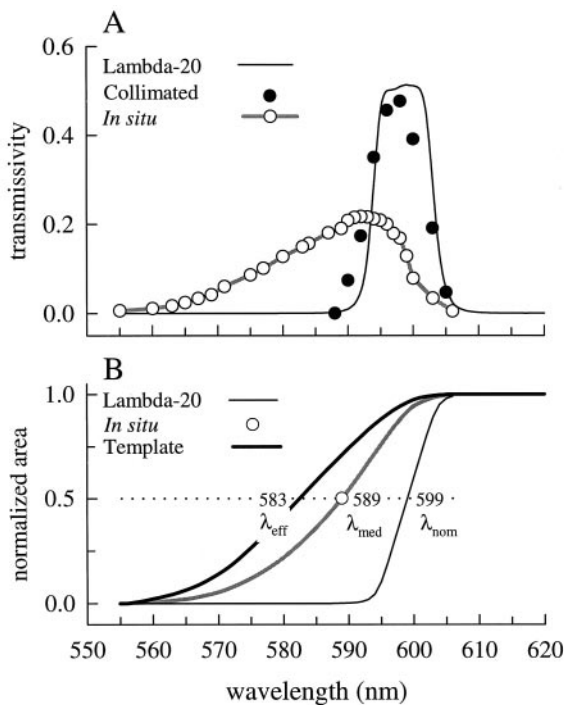 A
0.6
Lambda-20
Collimated
In situ
0.4
0.2
0.0
transmissivity
B
1.0
Lambda-20
In situ
Template
0.5
583
589
599
λeff
λmed
λnom
0.0
normalized area
550
560
570
580
590
600
610
620
wavelength (nm)